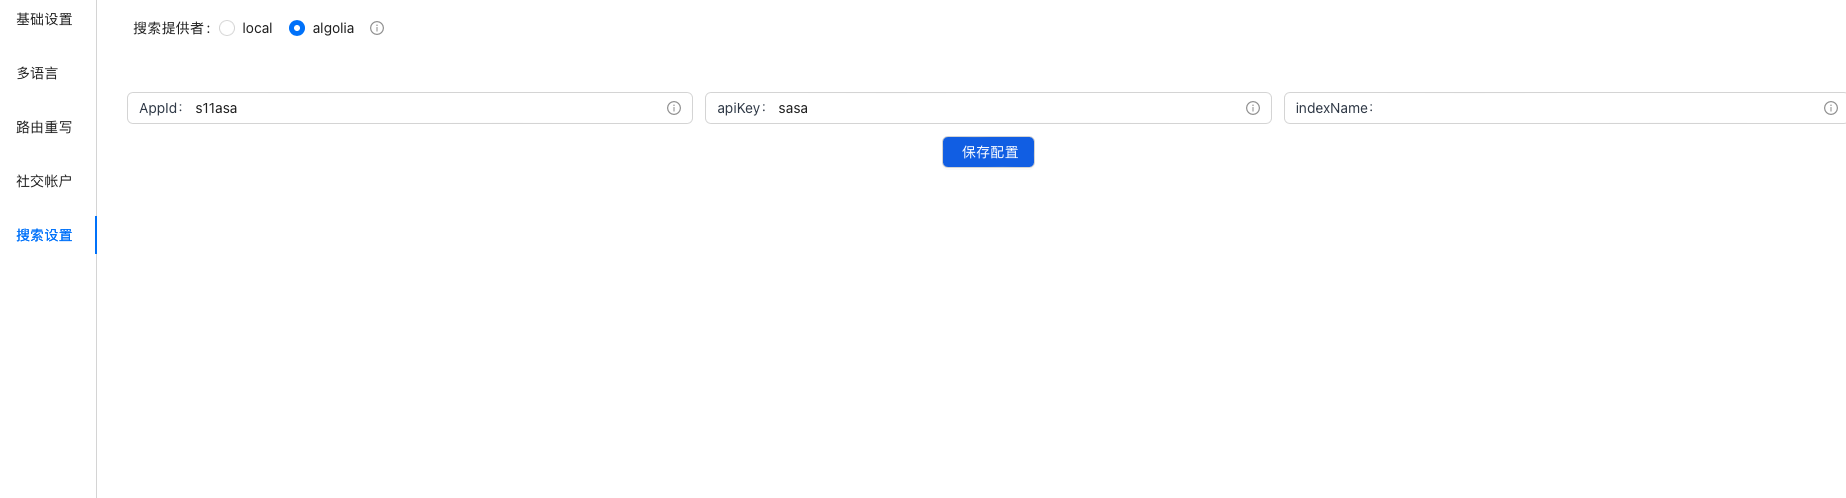 基础设置
多语言
路由重写
社交帐户
搜索设置
搜索提供者: local algolia
AppId: s11asa apiKey: sasa indexName:
保存配置